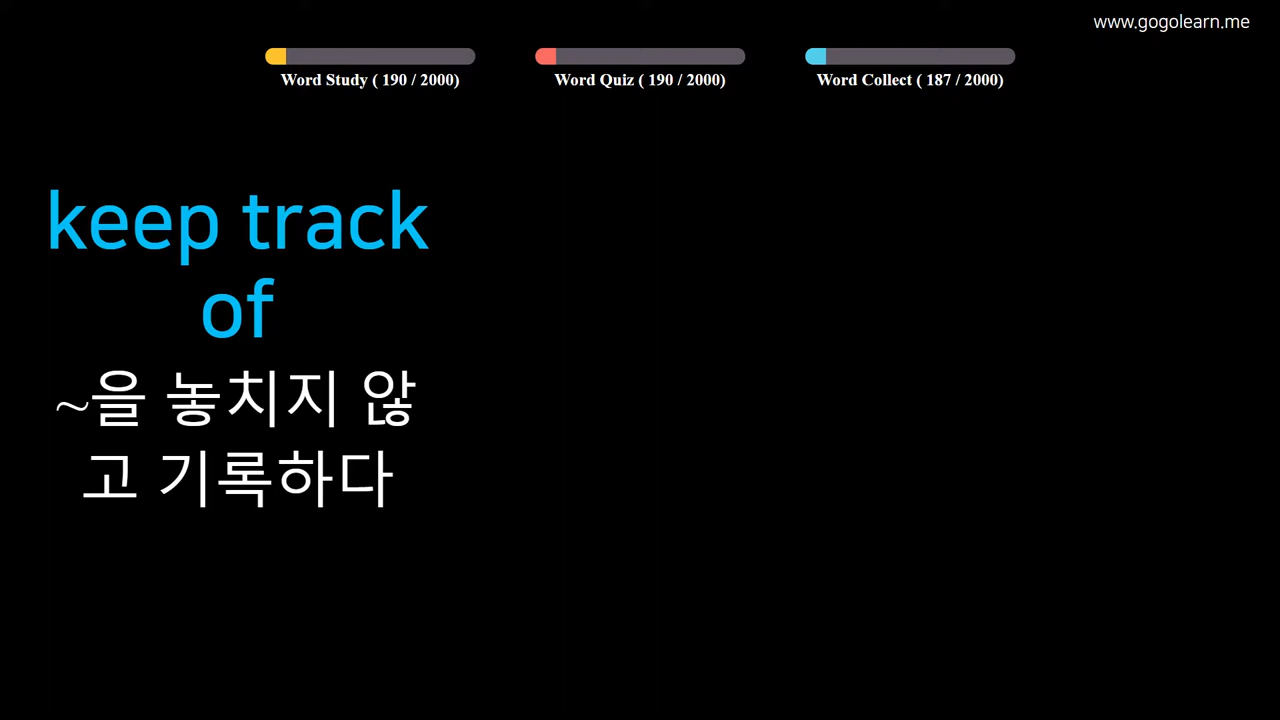 www.gogolearn.me
Word Study ( 190 / 2000)
Word Quiz ( 190 / 2000)
Word Collect ( 187 / 2000)
keep track
of
~을 놓치지 않
고 기록하다